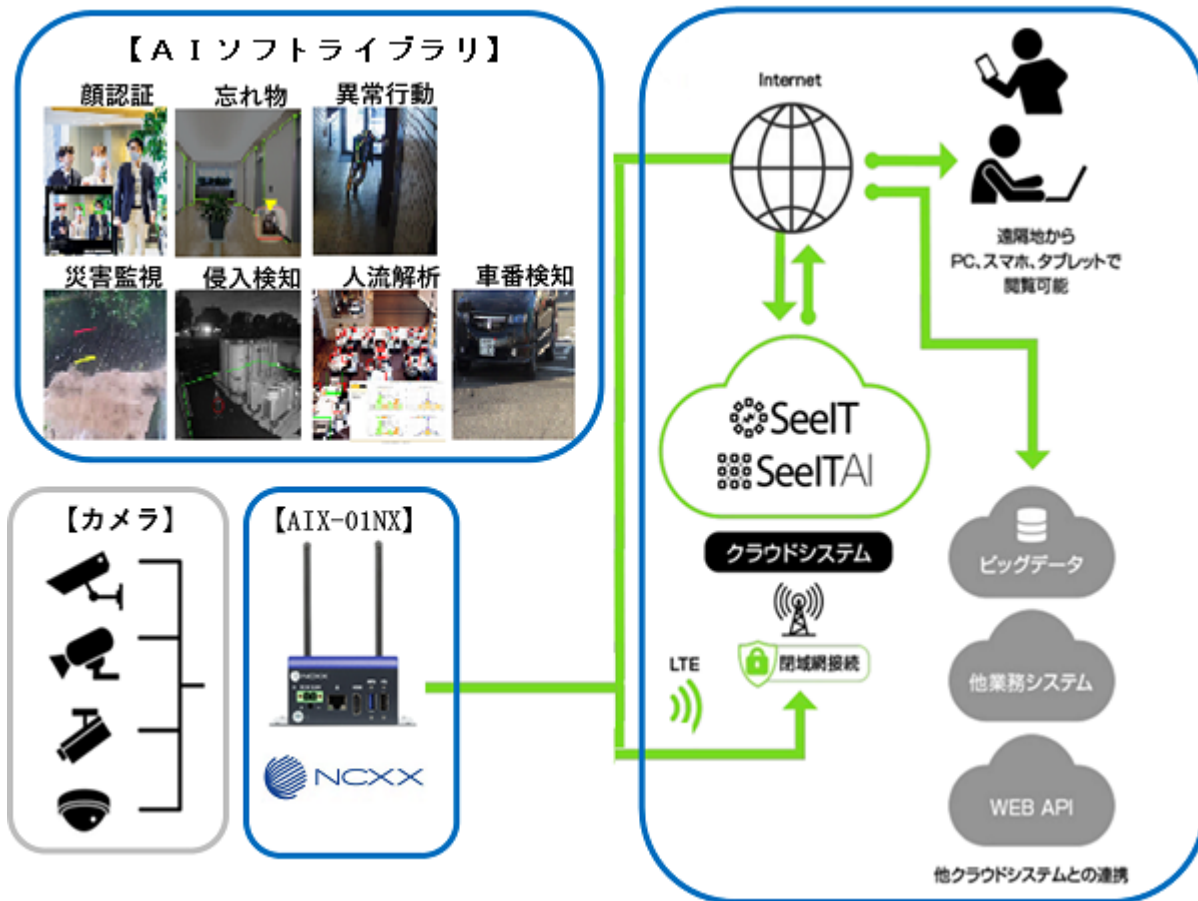 【ＡＩソフトライブラリ】
顔認証
忘れ物
異常行動
災害監視
侵入検知
人流解析
車番検知
【カメラ】
【AIX-01NX】
NCXX
NCXX
Internet
遠隔地から
PC、スマホ、タブレットで
閲覧可能
SeeIT
SeeITAI
クラウドシステム
LTE
閉域網接続
ビッグデータ
他業務システム
WEB API
他クラウドシステムとの連携